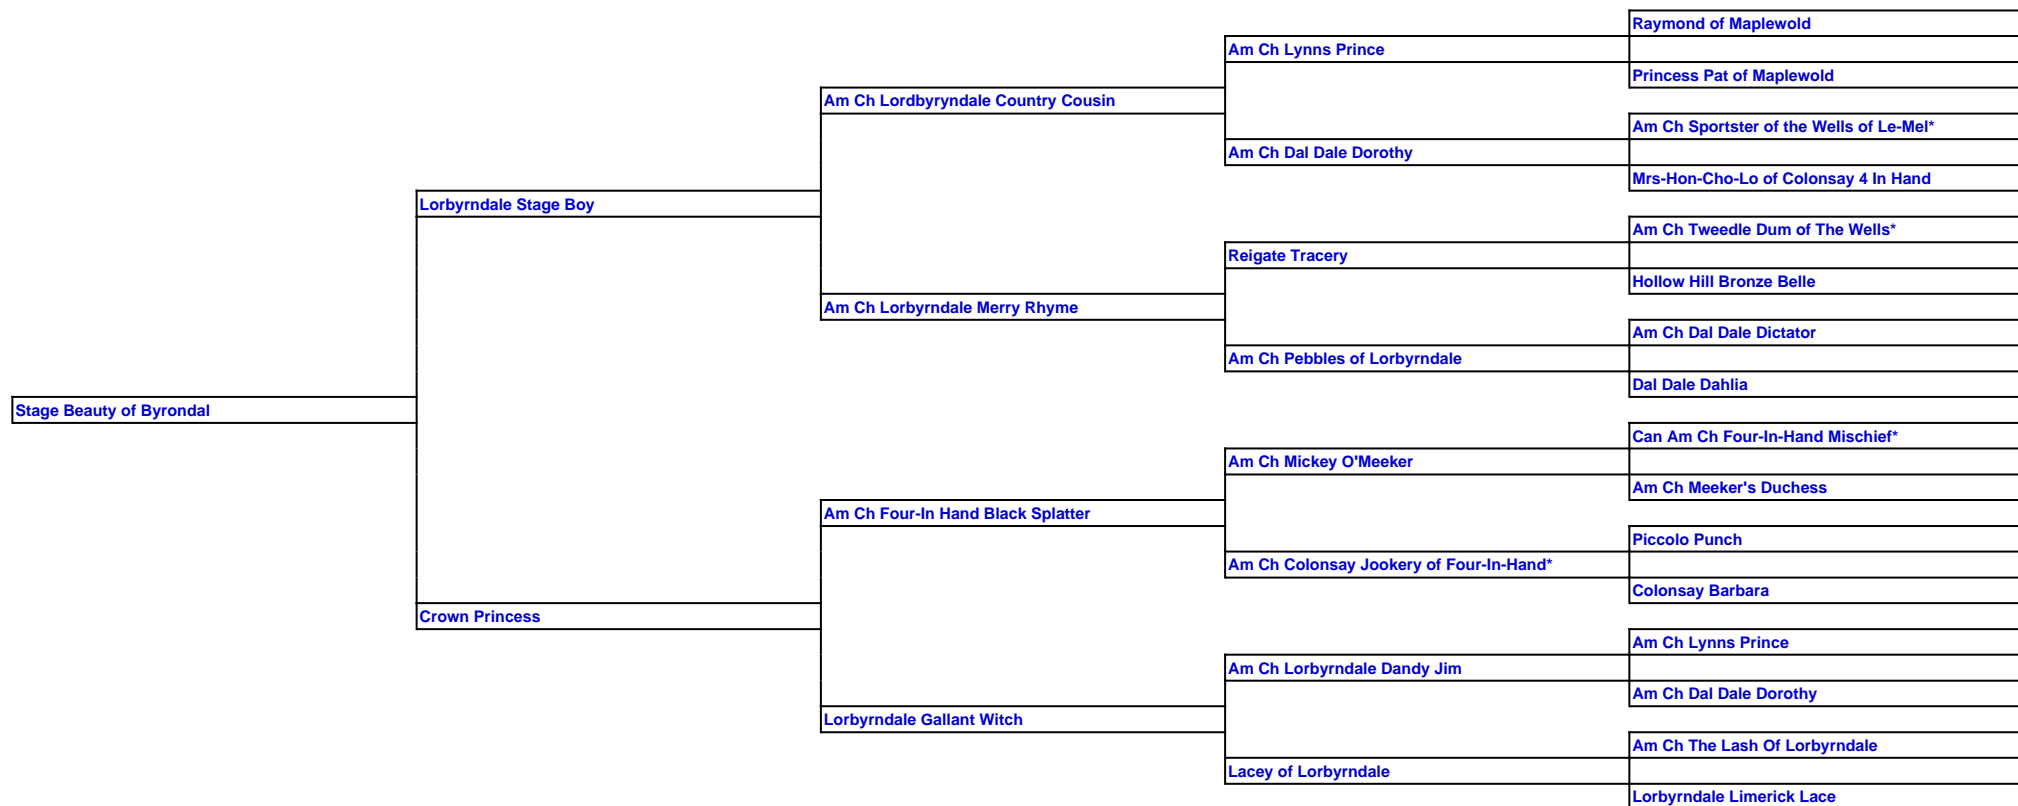 Raymond of Maplewold
Am Ch Lynns Prince
Princess Pat of Maplewold
Am Ch Lordbyryndale Country Cousin
Am Ch Sportster of the Wells of Le-Mel*
Am Ch Dal Dale Dorothy
Mrs-Hon-Cho-Lo of Colonsay 4 In Hand
Lorbyrndale Stage Boy
Am Ch Tweedle Dum of The Wells*
Reigate Tracery
Hollow Hill Bronze Belle
Am Ch Lorbyrndale Merry Rhyme
Am Ch Dal Dale Dictator
Am Ch Pebbles of Lorbyrndale
Dal Dale Dahlia
Stage Beauty of Byrondal
Can Am Ch Four-In-Hand Mischief*
Am Ch Mickey O'Meeker
Am Ch Meeker's Duchess
Am Ch Four-In Hand Black Splatter
Piccolo Punch
Am Ch Colonsay Jookery of Four-In-Hand*
Colonsay Barbara
Crown Princess
Am Ch Lynns Prince
Am Ch Lorbyrndale Dandy Jim
Am Ch Dal Dale Dorothy
Lorbyrndale Gallant Witch
Am Ch The Lash Of Lorbyrndale
Lacey of Lorbyrndale
Lorbyrndale Limerick Lace